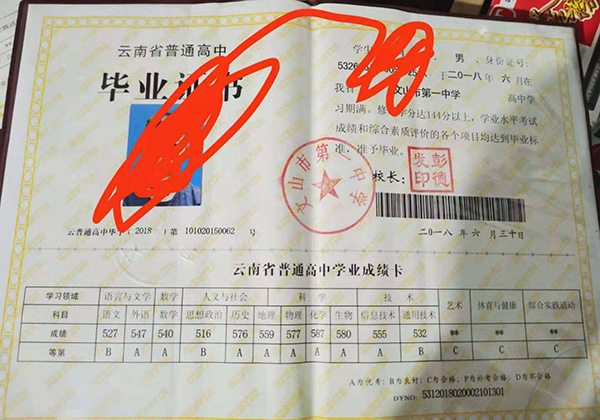 云南省普通高中
毕业证书
云普通高中毕字（2018）第 101020150062 号
学生
男，身份证号：
5326
于二〇一八年六月在
我省
文山市第一中学
高中学
习期满，修
学分达144分以上，学业水平考试
成绩和综合素质评价的各个项目均达到毕业标
准，准予毕业。
文山市第一中学
校长：
彭德发印
二〇一八年 六 月三十日
云南省普通高中学业成绩卡
学习领域 语言与文学 数学 人文与社会 科学 技术 艺术 体育与健康 综合实践活动
科目 语文 外语 数学 思想政治 历史 地理 物理 化学 生物 信息技术 通用技术
成绩 527 547 540 516 576 559 577 587 580 555 532 ** ** **
等第 B A A B A A A A A A B C C C
A为优秀；B为良好；C为合格；P为补考合格；D为不合格
DYNO: 5312018020002101301